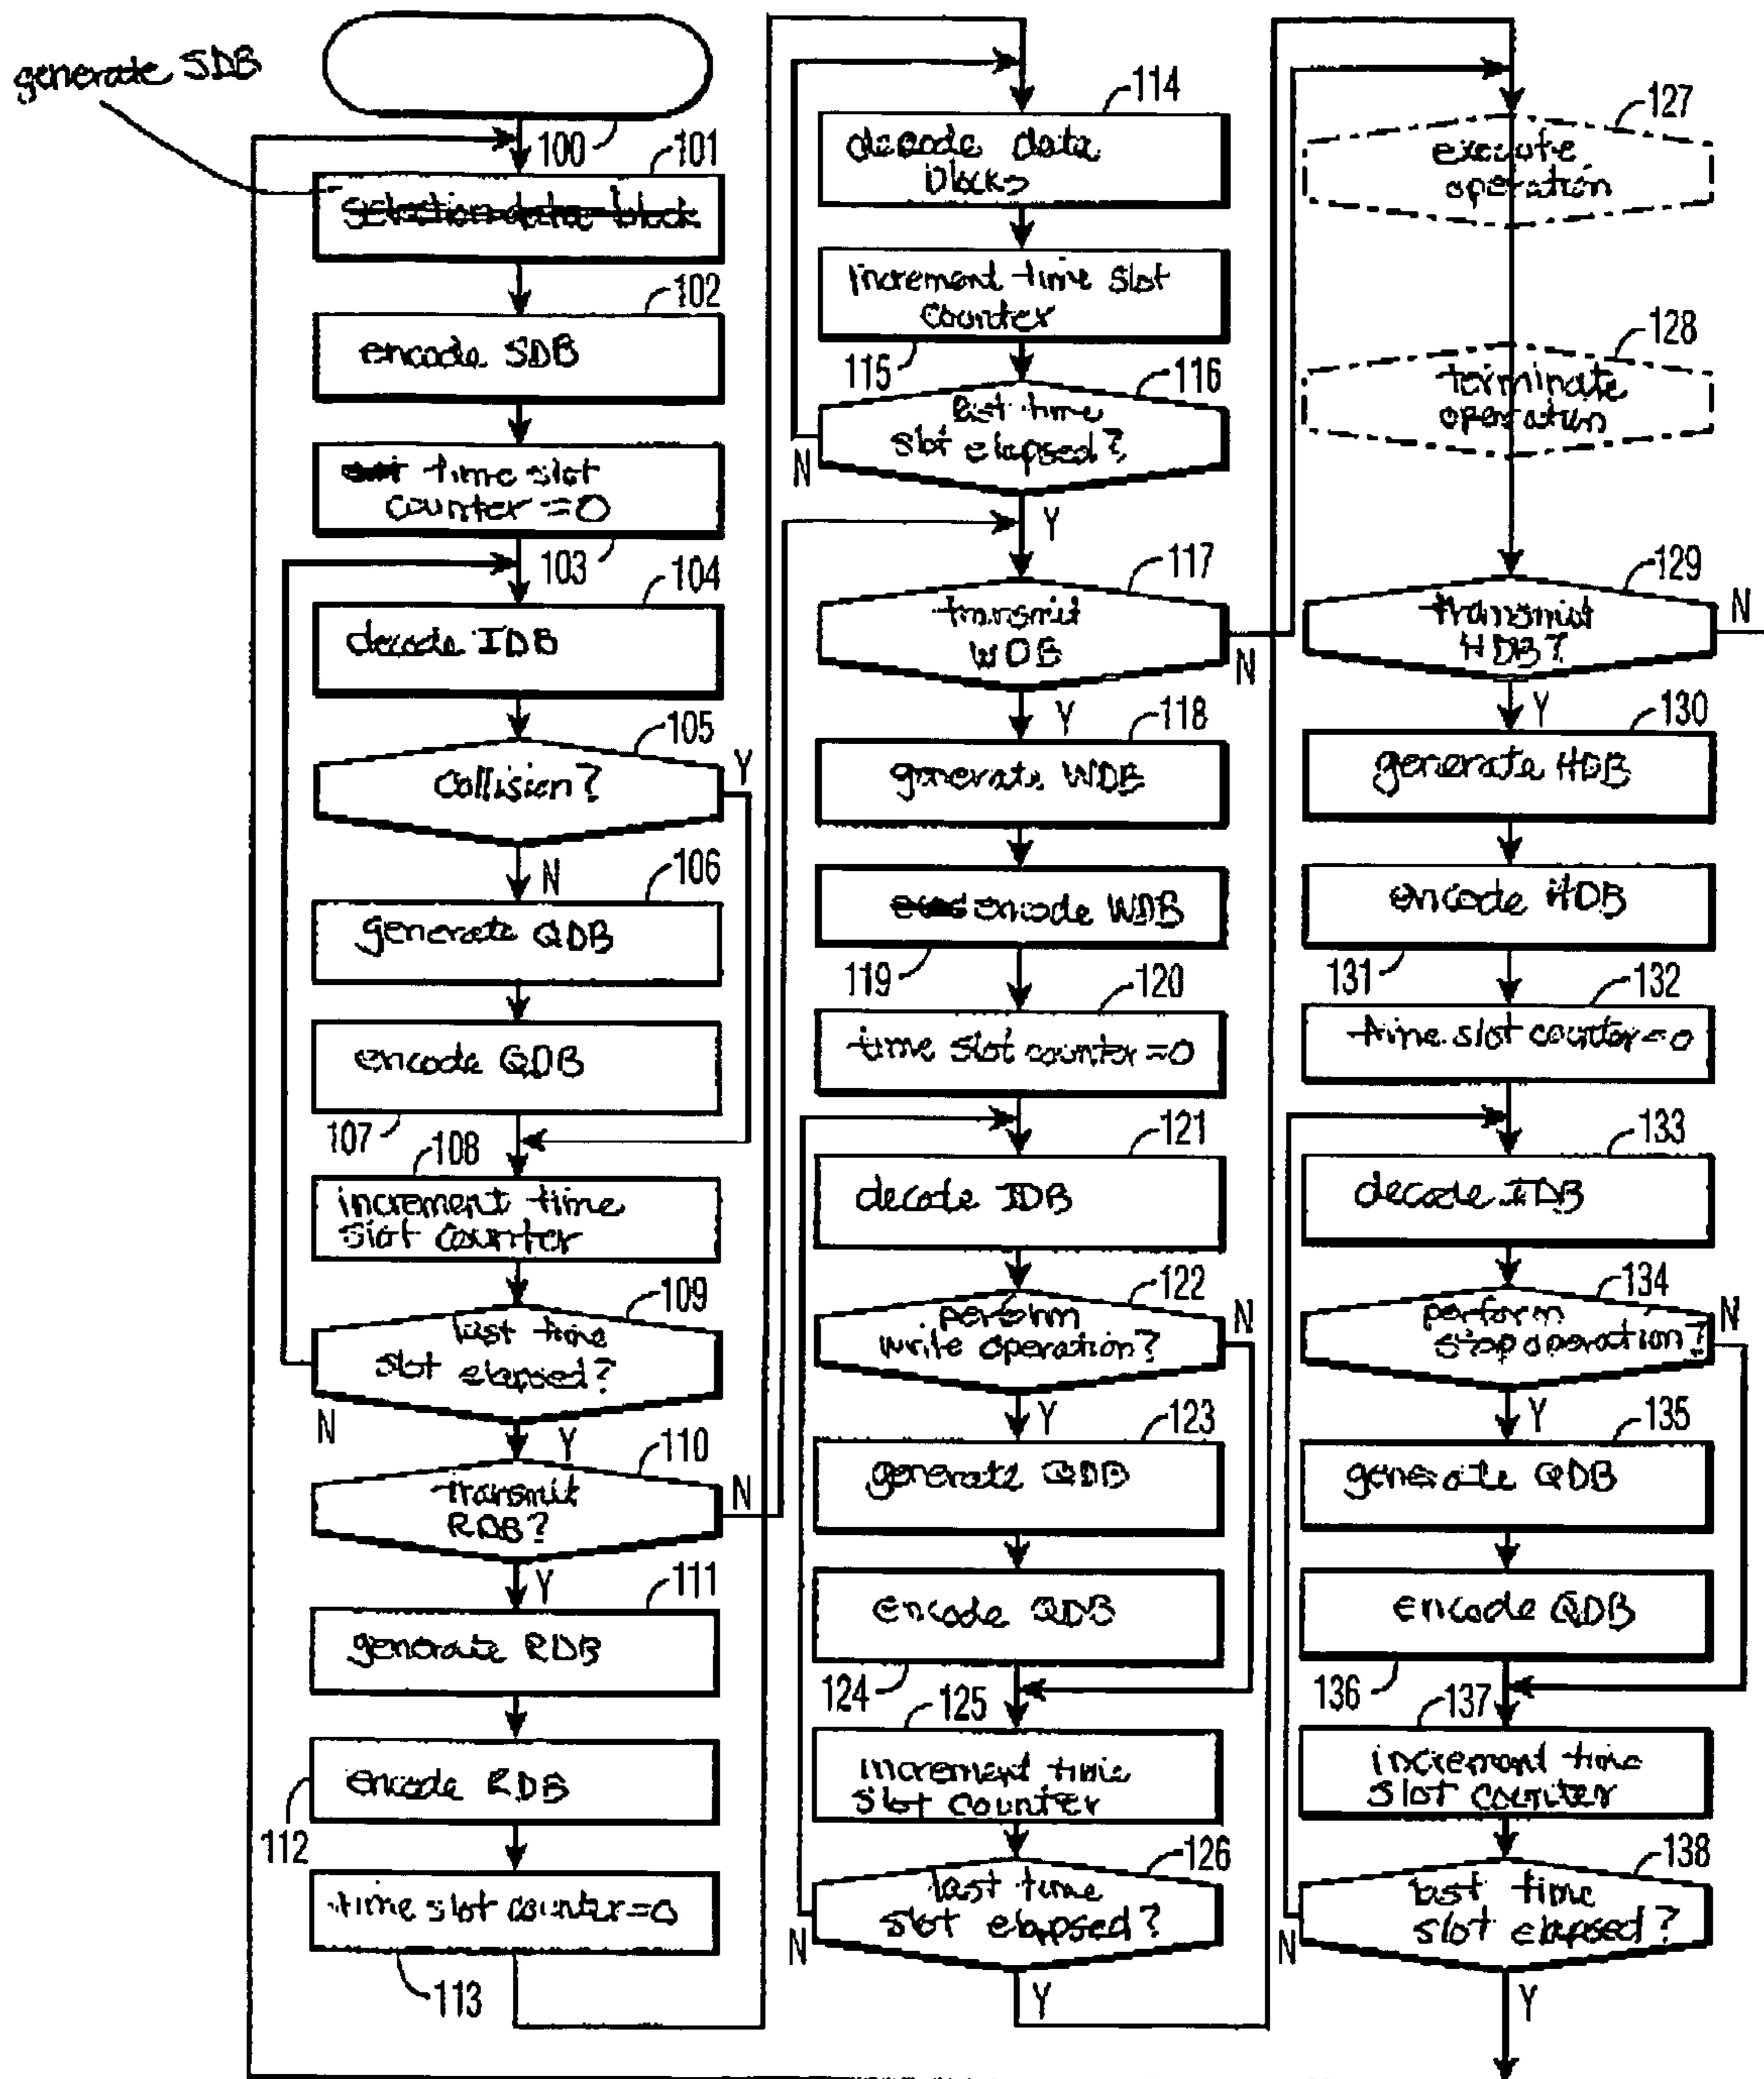 generate SDB
100
101
selection data block
102
encode SDB
time slot
counter = 0
103
104
decode IDB
105
collision?
Y
N
106
generate QDB
encode QDB
107
108
increment time
slot counter
109
last time
slot elapsed?
N
Y
110
transmit
RDB?
N
Y
111
generate RDB
encode RDB
112
time slot counter=0
113
114
decode data
blocks
increment time slot
counter
115
116
last time
slot elapsed?
N
Y
117
transmit
WDB
N
Y
118
generate WDB
encode WDB
119
120
time slot counter=0
121
decode IDB
122
perform
write operation?
N
Y
123
generate QDB
encode QDB
124
125
increment time
slot counter
126
last time
slot elapsed?
N
Y
127
execute
operation
128
terminate
operation
129
transmit
HDB?
N
Y
130
generate HDB
encode HDB
131
132
time slot counter=0
133
decode IDB
134
perform
stop operation?
N
Y
135
generate QDB
encode QDB
136
137
increment time
slot counter
138
last time
slot elapsed?
N
Y